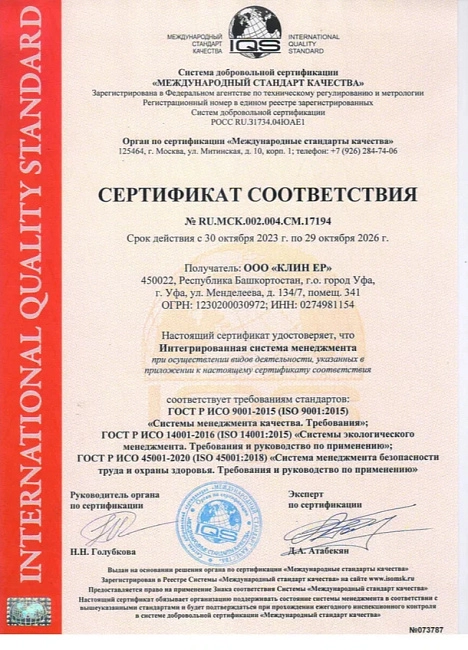 INTERNATIONAL QUALITY STANDARD
МЕЖДУНАРОДНЫЙ
СТАНДАРТ
КАЧЕСТВА
IQS
INTERNATIONAL
QUALITY
STANDARD
Система добровольной сертификации
«МЕЖДУНАРОДНЫЙ СТАНДАРТ КАЧЕСТВА»
Зарегистрирована в Федеральном агентстве по техническому регулированию и метрологии
Регистрационный номер в едином реестре зарегистрированных
Систем добровольной сертификации
РОСС RU.31734.04ЮАЕ1
Орган по сертификации «Международные стандарты качества»
125464, г. Москва, ул. Митинская, д. 10, корп. 1; телефон: +7 (926) 284-74-06
СЕРТИФИКАТ СООТВЕТСТВИЯ
№ RU.МСК.002.004.СМ.17194
Срок действия с 30 октября 2023 г. по 29 октября 2026 г.
Получатель: ООО «КЛИН ЕР»
450022, Республика Башкортостан, г.о. город Уфа,
г. Уфа, ул. Менделеева, д. 134/7, помещ. 341
ОГРН: 1230200030972; ИНН: 0274981154
Настоящий сертификат удостоверяет, что
Интегрированная система менеджмента
при осуществлении видов деятельности, указанных в
приложении к настоящему сертификату соответствия
соответствует требованиям стандартов:
ГОСТ Р ИСО 9001-2015 (ISO 9001:2015)
«Системы менеджмента качества. Требования»;
ГОСТ Р ИСО 14001-2016 (ISO 14001:2015) «Системы экологического
менеджмента. Требования и руководство по применению»;
ГОСТ Р ИСО 45001-2020 (ISO 45001:2018) «Система менеджмента безопасности
труда и охраны здоровья. Требования и руководство по применению»
Руководитель органа
по сертификации
Эксперт
по сертификации
IQS
Н.Н. Голубкова
Д.А. Атабекян
Выдан на основании решения органа по сертификации «Международные стандарты качества»
Зарегистрирован в Реестре Системы «Международный стандарт качества» на сайте www.isomsk.ru
Предоставляется право на применение Знака соответствия Системы «Международный стандарт качества»
Настоящий сертификат обязывает организацию поддерживать состояние системы менеджмента в соответствии с
вышеуказанными стандартами и будет подтверждаться при прохождении ежегодного инспекционного контроля
в системе добровольной сертификации «Международный стандарт качества»
№073787